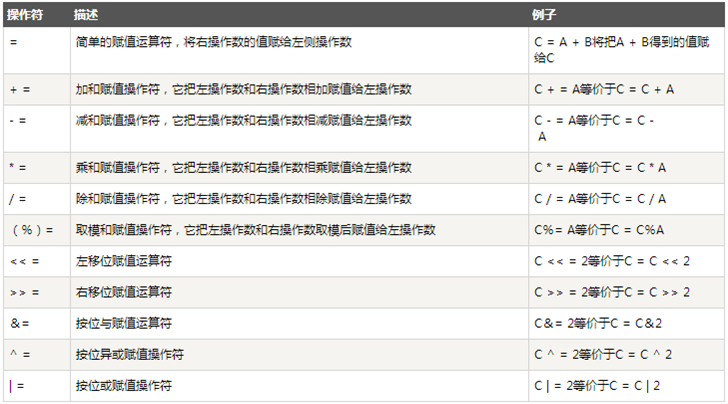 操作符 描述 例子
= 简单的赋值运算符，将右操作数的值赋给左侧操作数 C = A + B将把A + B得到的值赋
给C
+ = 加和赋值操作符，它把左操作数和右操作数相加赋值给左操作数 C + = A等价于C = C + A
- = 减和赋值操作符，它把左操作数和右操作数相减赋值给左操作数 C - = A等价于C = C -
A
* = 乘和赋值操作符，它把左操作数和右操作数相乘赋值给左操作数 C * = A等价于C = C * A
/ = 除和赋值操作符，它把左操作数和右操作数相除赋值给左操作数 C / = A等价于C = C / A
（%）= 取模和赋值操作符，它把左操作数和右操作数取模后赋值给左操作数 C%= A等价于C = C%A
<< = 左移位赋值运算符 C << = 2等价于C = C << 2
>> = 右移位赋值运算符 C >> = 2等价于C = C >> 2
&= 按位与赋值运算符 C&= 2等价于C = C&2
^ = 按位异或赋值操作符 C ^ = 2等价于C = C ^ 2
| = 按位或赋值操作符 C | = 2等价于C = C | 2